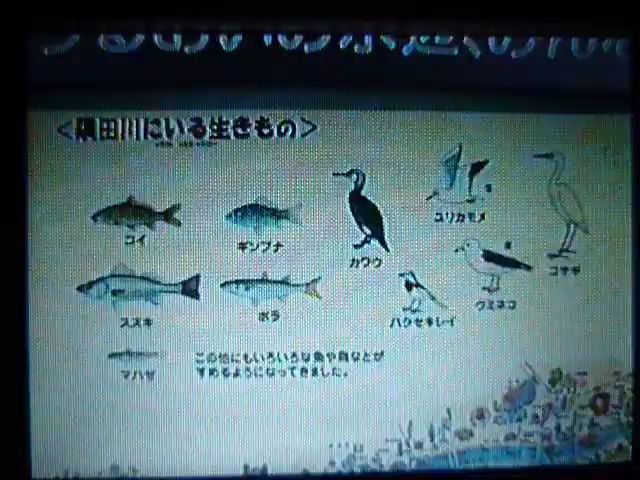 <隅田川にいる生きもの>
コイ
ギンブナ
カワウ
ユリカモメ
コサギ
スズキ
ボラ
ハクセキレイ
ウミネコ
マハゼ
この他にもいろいろな魚や鳥などが
すめるようになってきました。